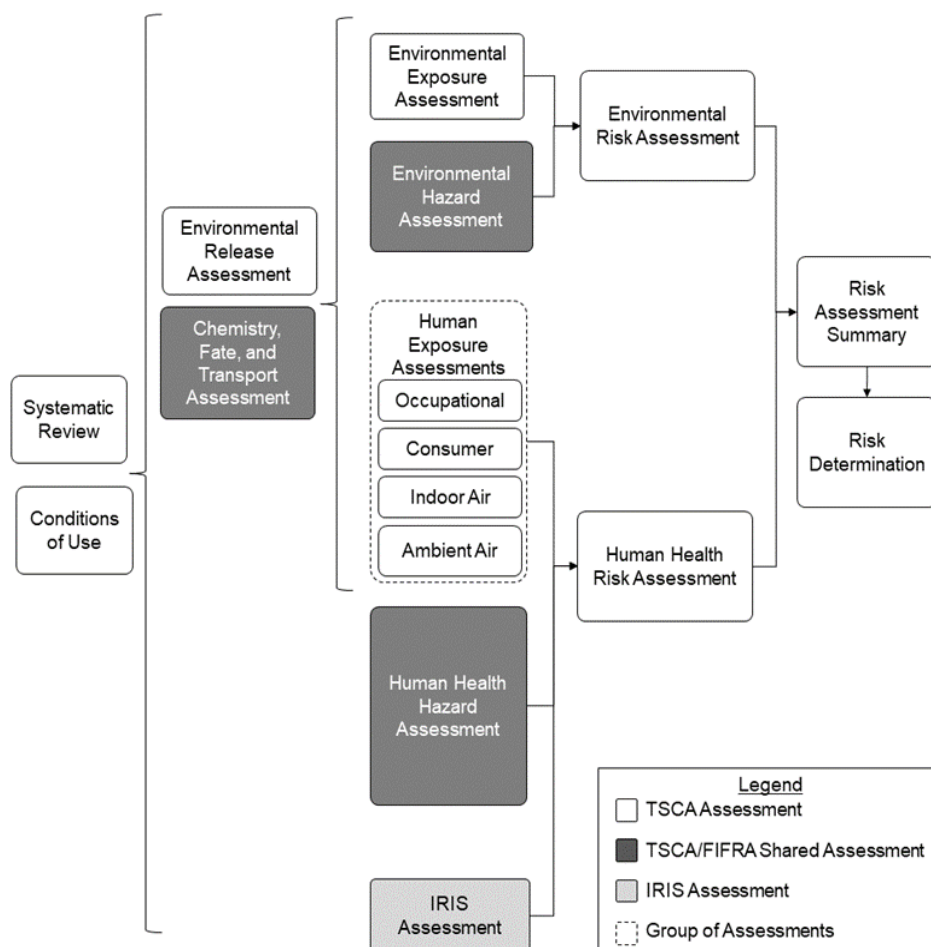 Systematic
Review
Conditions
of Use
Environmental
Release
Assessment
Chemistry,
Fate, and
Transport
Assessment
Environmental
Exposure
Assessment
Environmental
Hazard
Assessment
Human
Exposure
Assessments
Occupational
Consumer
Indoor Air
Ambient Air
Human Health
Hazard
Assessment
IRIS
Assessment
Environmental
Risk Assessment
Human Health
Risk Assessment
Risk
Assessment
Summary
Risk
Determination
Legend
TSCA Assessment
TSCA/FIFRA Shared Assessment
IRIS Assessment
Group of Assessments